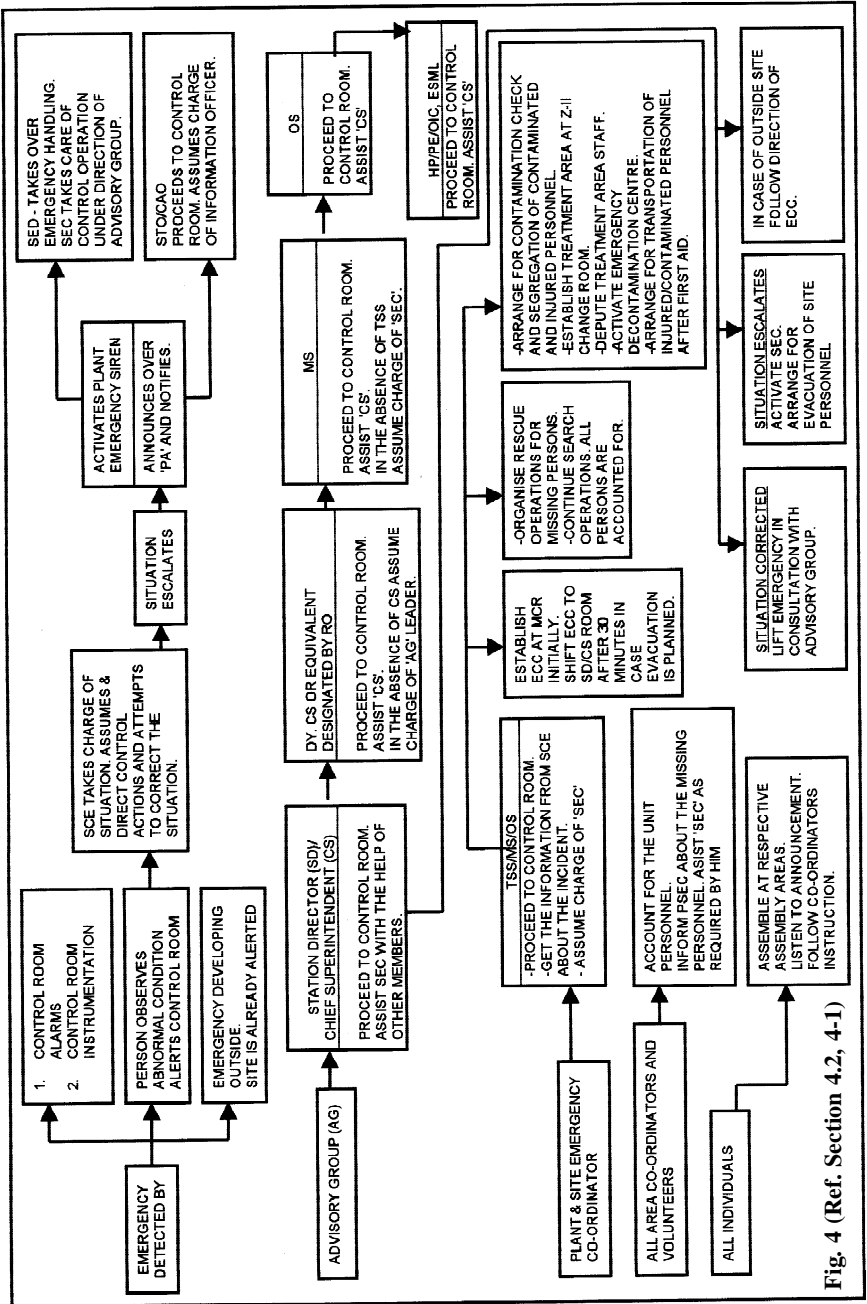 EMERGENCY
DETECTED BY
1. CONTROL ROOM
ALARMS
2. CONTROL ROOM
INSTRUMENTATION
PERSON OBSERVES
ABNORMAL CONDITION
ALERTS CONTROL ROOM
EMERGENCY DEVELOPING
OUTSIDE.
SITE IS ALREADY ALERTED
SCE TAKES CHARGE OF
SITUATION. ASSUMES &
DIRECT CONTROL
ACTIONS AND ATTEMPTS
TO CORRECT THE
SITUATION.
SITUATION
ESCALATES
ACTIVATES PLANT
EMERGENCY SIREN
ANNOUNCES OVER
'PA' AND NOTIFIES.
SED - TAKES OVER
EMERGENCY HANDLING.
SEC TAKES CARE OF
CONTROL OPERATION
UNDER DIRECTION OF
ADVISORY GROUP.
STO/CAO
PROCEEDS TO CONTROL
ROOM. ASSUMES CHARGE
OF INFORMATION OFFICER.
ADVISORY GROUP (AG)
STATION DIRECTOR (SD)/
CHIEF SUPERINTENDENT (CS)
PROCEED TO CONTROL ROOM.
ASSIST SEC WITH THE HELP OF
OTHER MEMBERS.
DY. CS OR EQUIVALENT
DESIGNATED BY RO
PROCEED TO CONTROL ROOM.
ASSIST 'CS'.
IN THE ABSENCE OF CS ASSUME
CHARGE OF 'AG' LEADER.
MS
PROCEED TO CONTROL ROOM.
ASSIST 'CS'.
IN THE ABSENCE OF TSS
ASSUME CHARGE OF 'SEC'.
OS
PROCEED TO
CONTROL ROOM.
ASSIST 'CS'
HP/PE/OIC, ESML
PROCEED TO CONTROL
ROOM. ASSIST 'CS'
PLANT & SITE EMERGENCY
CO-ORDINATOR
TSS/MS/OS
-PROCEED TO CONTROL ROOM.
-GET THE INFORMATION FROM SCE
ABOUT THE INCIDENT.
- ASSUME CHARGE OF 'SEC'
ESTABLISH
ECC AT MCR
INITIALLY.
SHIFT ECC TO
SD/CS ROOM
AFTER 30
MINUTES IN
CASE
EVACUATION
IS PLANNED.
-ORGANISE RESCUE
OPERATIONS FOR
MISSING PERSONS.
-CONTINUE SEARCH
OPERATIONS. ALL
PERSONS ARE
ACCOUNTED FOR.
-ARRANGE FOR CONTAMINATION CHECK
AND SEGREGATION OF CONTAMINATED
AND INJURED PERSONNEL.
-ESTABLISH TREATMENT AREA AT Z-II
CHANGE ROOM.
-DEPUTE TREATMENT AREA STAFF.
-ACTIVATE EMERGENCY
DECONTAMINATION CENTRE.
-ARRANGE FOR TRANSPORTATION OF
INJURED/CONTAMINATED PERSONNEL
AFTER FIRST AID.
ALL AREA CO-ORDINATORS AND
VOLUNTEERS
ACCOUNT FOR THE UNIT
PERSONNEL.
INFORM PSEC ABOUT THE MISSING
PERSONNEL. ASIST 'SEC' AS
REQUIRED BY HIM
ALL INDIVIDUALS
ASSEMBLE AT RESPECTIVE
ASSEMBLY AREAS.
LISTEN TO ANNOUNCEMENT.
FOLLOW CO-ORDINATORS
INSTRUCTION.
SITUATION CORRECTED
LIFT EMERGENCY IN
CONSULTATION WITH
ADVISORY GROUP.
SITUATION ESCALATES
ACTIVATE SEC.
ARRANGE FOR
EVACUATION OF SITE
PERSONNEL
IN CASE OF OUTSIDE SITE
FOLLOW DIRECTION OF
ECC.
Fig. 4 (Ref. Section 4.2, 4-1)